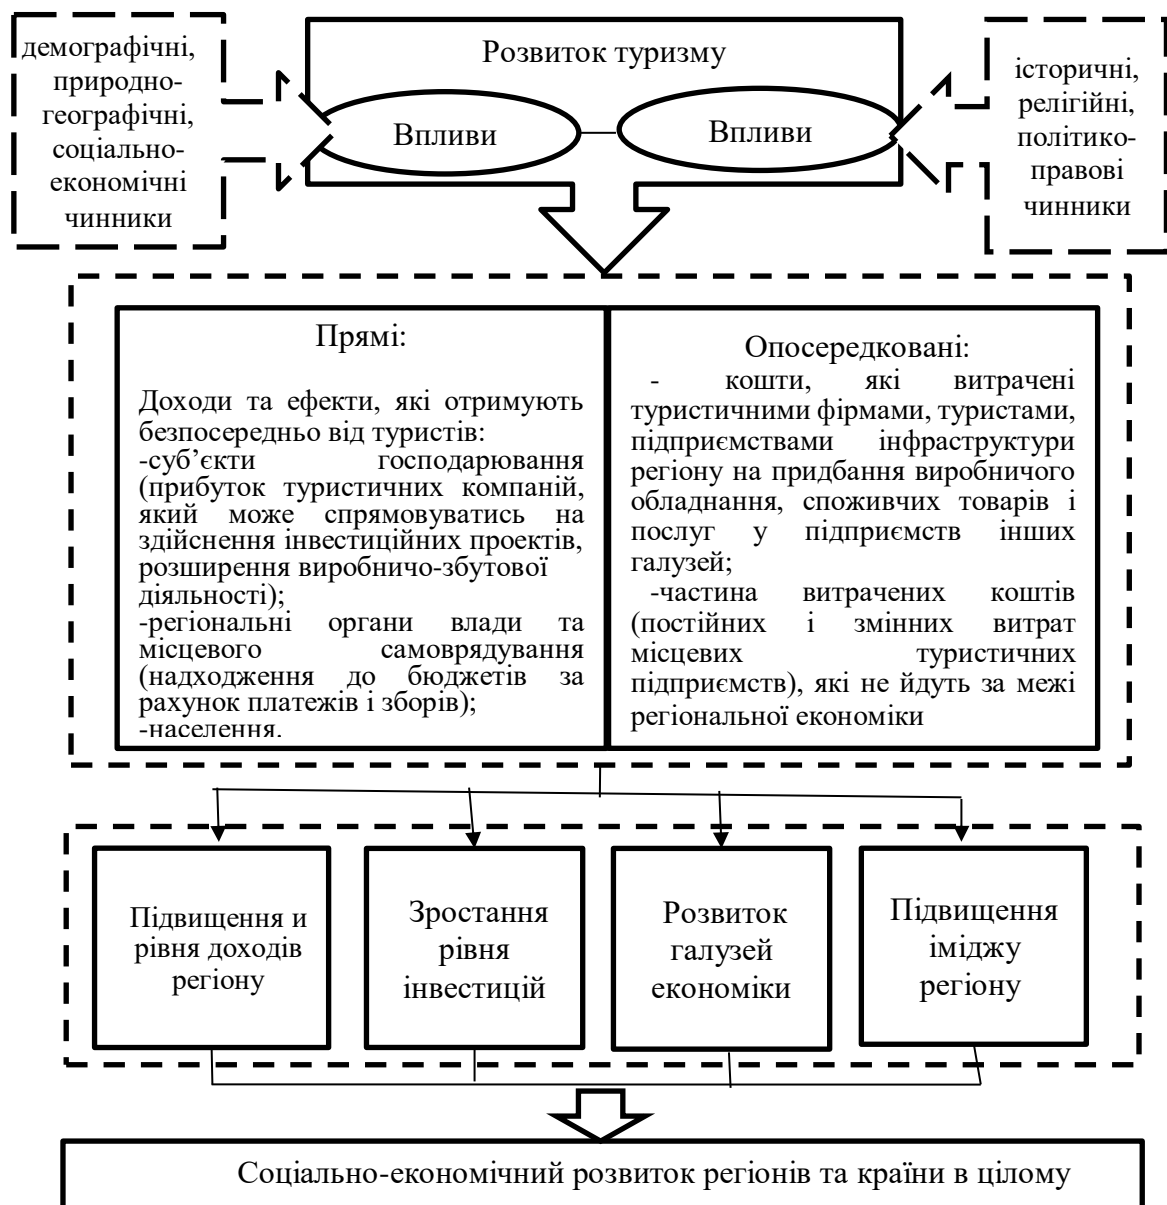 демографічні,
природно-
географічні,
соціально-
економічні
чинники
Розвиток туризму
Впливи
Впливи
історичні,
релігійні,
політико-
правові
чинники
Прямі:
Доходи та ефекти, які отримують
безпосередньо від туристів:
-суб’єкти господарювання
(прибуток туристичних компаній,
який може спрямовуватись на
здійснення інвестиційних проектів,
розширення виробничо-збутової
діяльності);
-регіональні органи влади та
місцевого самоврядування
(надходження до бюджетів за
рахунок платежів і зборів);
-населення.
Опосередковані:
- кошти, які витрачені
туристичними фірмами, туристами,
підприємствами інфраструктури
регіону на придбання виробничого
обладнання, споживчих товарів і
послуг у підприємств інших
галузей;
-частина витрачених коштів
(постійних і змінних витрат
місцевих туристичних
підприємств), які не йдуть за межі
регіональної економіки
Підвищення и
рівня доходів
регіону
Зростання
рівня
інвестицій
Розвиток
галузей
економіки
Підвищення
іміджу
регіону
Соціально-економічний розвиток регіонів та країни в цілому